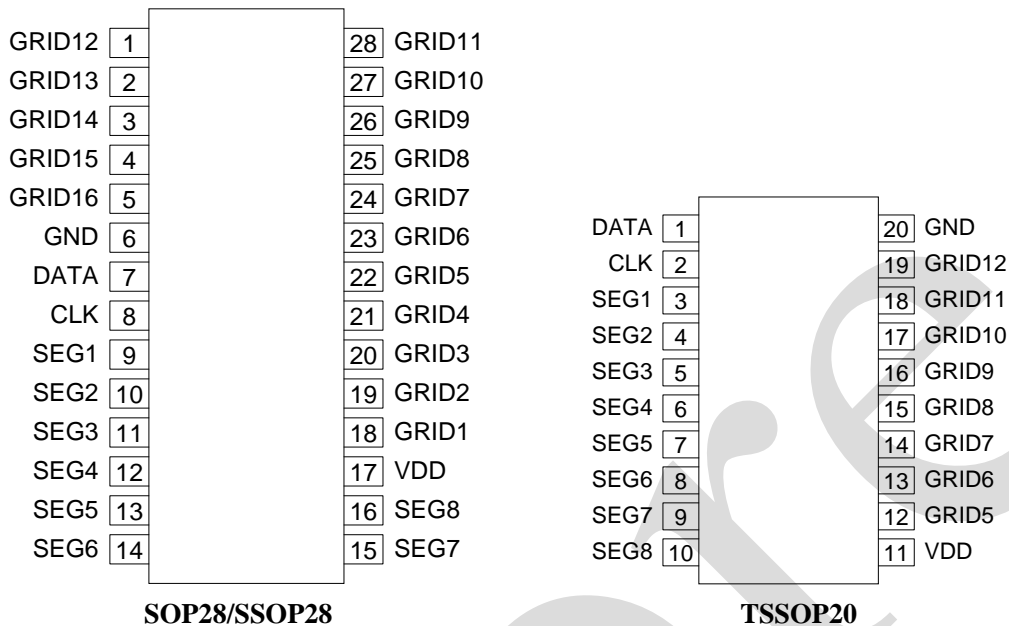 GRID12 1 28 GRID11
GRID13 2 27 GRID10
GRID14 3 26 GRID9
GRID15 4 25 GRID8
GRID16 5 24 GRID7
GND 6 23 GRID6
DATA 7 22 GRID5
CLK 8 21 GRID4
SEG1 9 20 GRID3
SEG2 10 19 GRID2
SEG3 11 18 GRID1
SEG4 12 17 VDD
SEG5 13 16 SEG8
SEG6 14 15 SEG7
SOP28/SSOP28
DATA 1 20 GND
CLK 2 19 GRID12
SEG1 3 18 GRID11
SEG2 4 17 GRID10
SEG3 5 16 GRID9
SEG4 6 15 GRID8
SEG5 7 14 GRID7
SEG6 8 13 GRID6
SEG7 9 12 GRID5
SEG8 10 11 VDD
TSSOP20